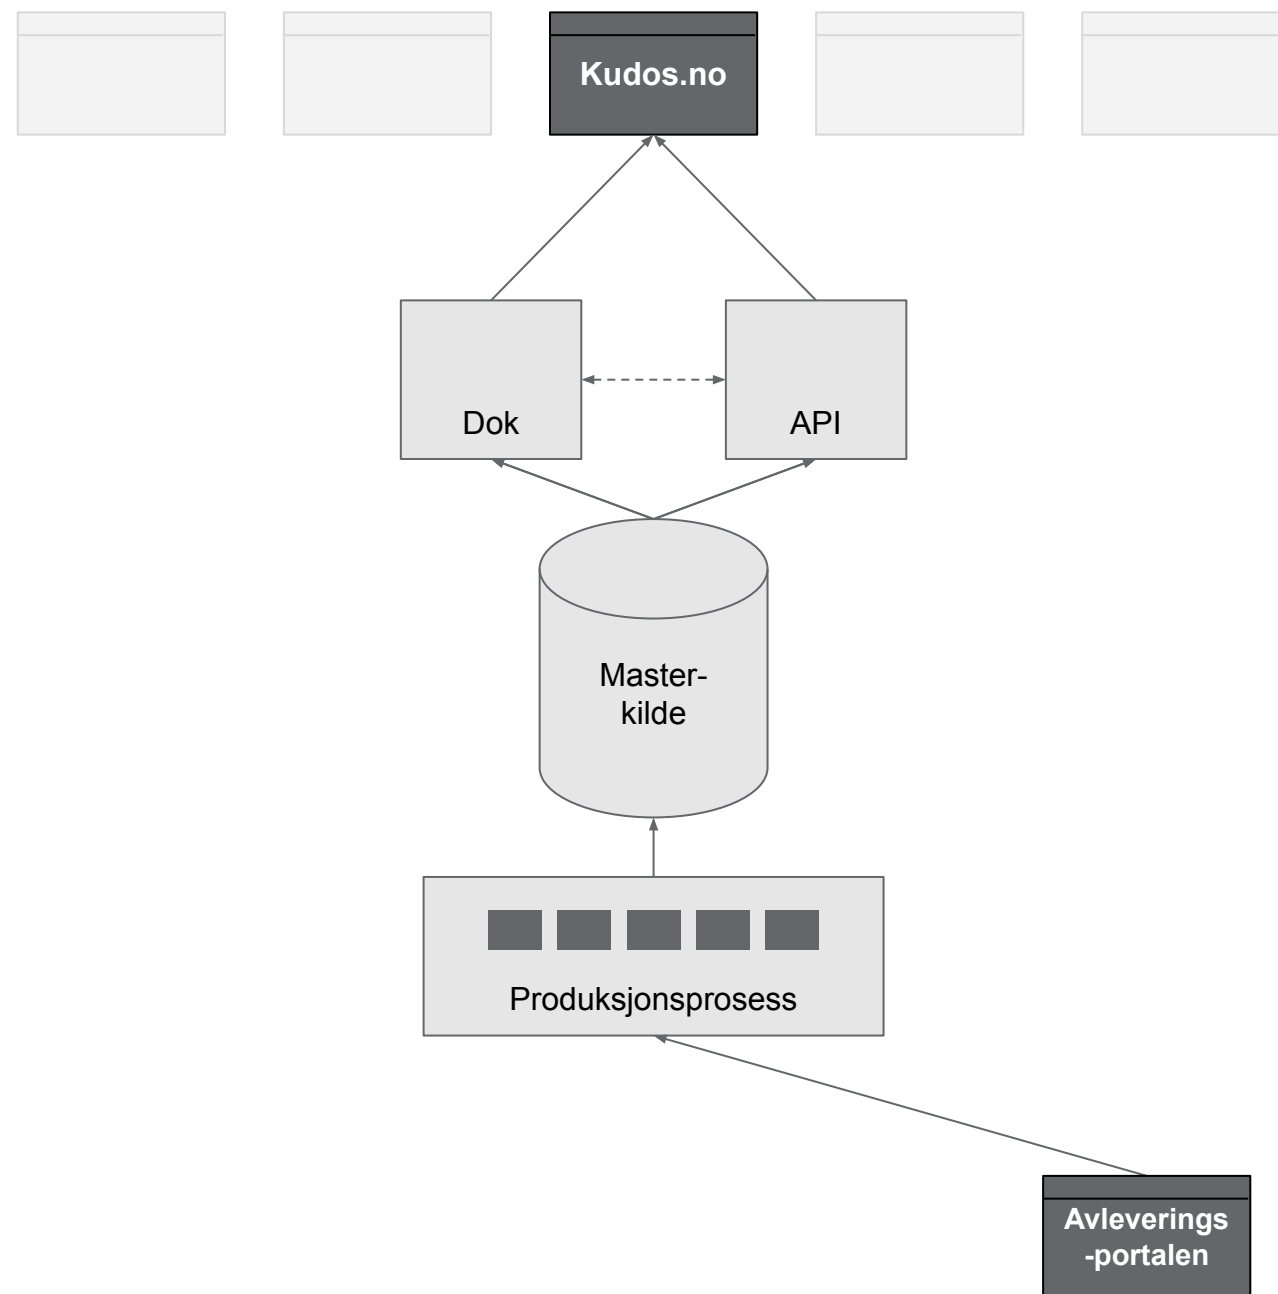 Kudos.no
Dok
API
Master-
kilde
Produksjonsprosess
Avleverings
-portalen